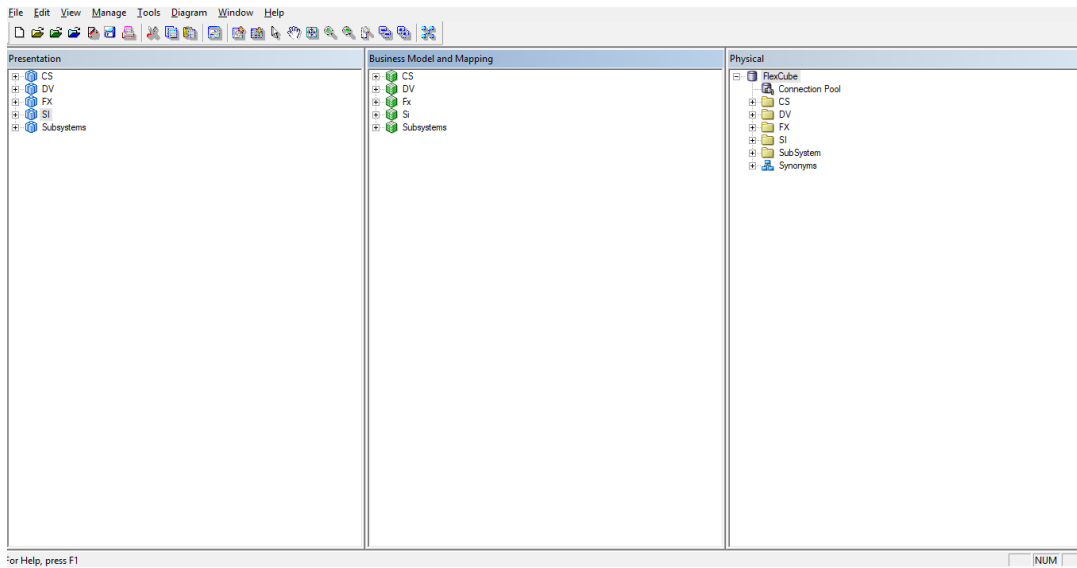 File Edit View Manage Tools Diagram Window Help
Presentation
CS
DV
FX
SI
Subsystems
Business Model and Mapping
CS
DV
Fx
Si
Subsystems
Physical
FlexCube
Connection Pool
CS
DV
FX
SI
SubSystem
Synonyms
For Help, press F1
NUM